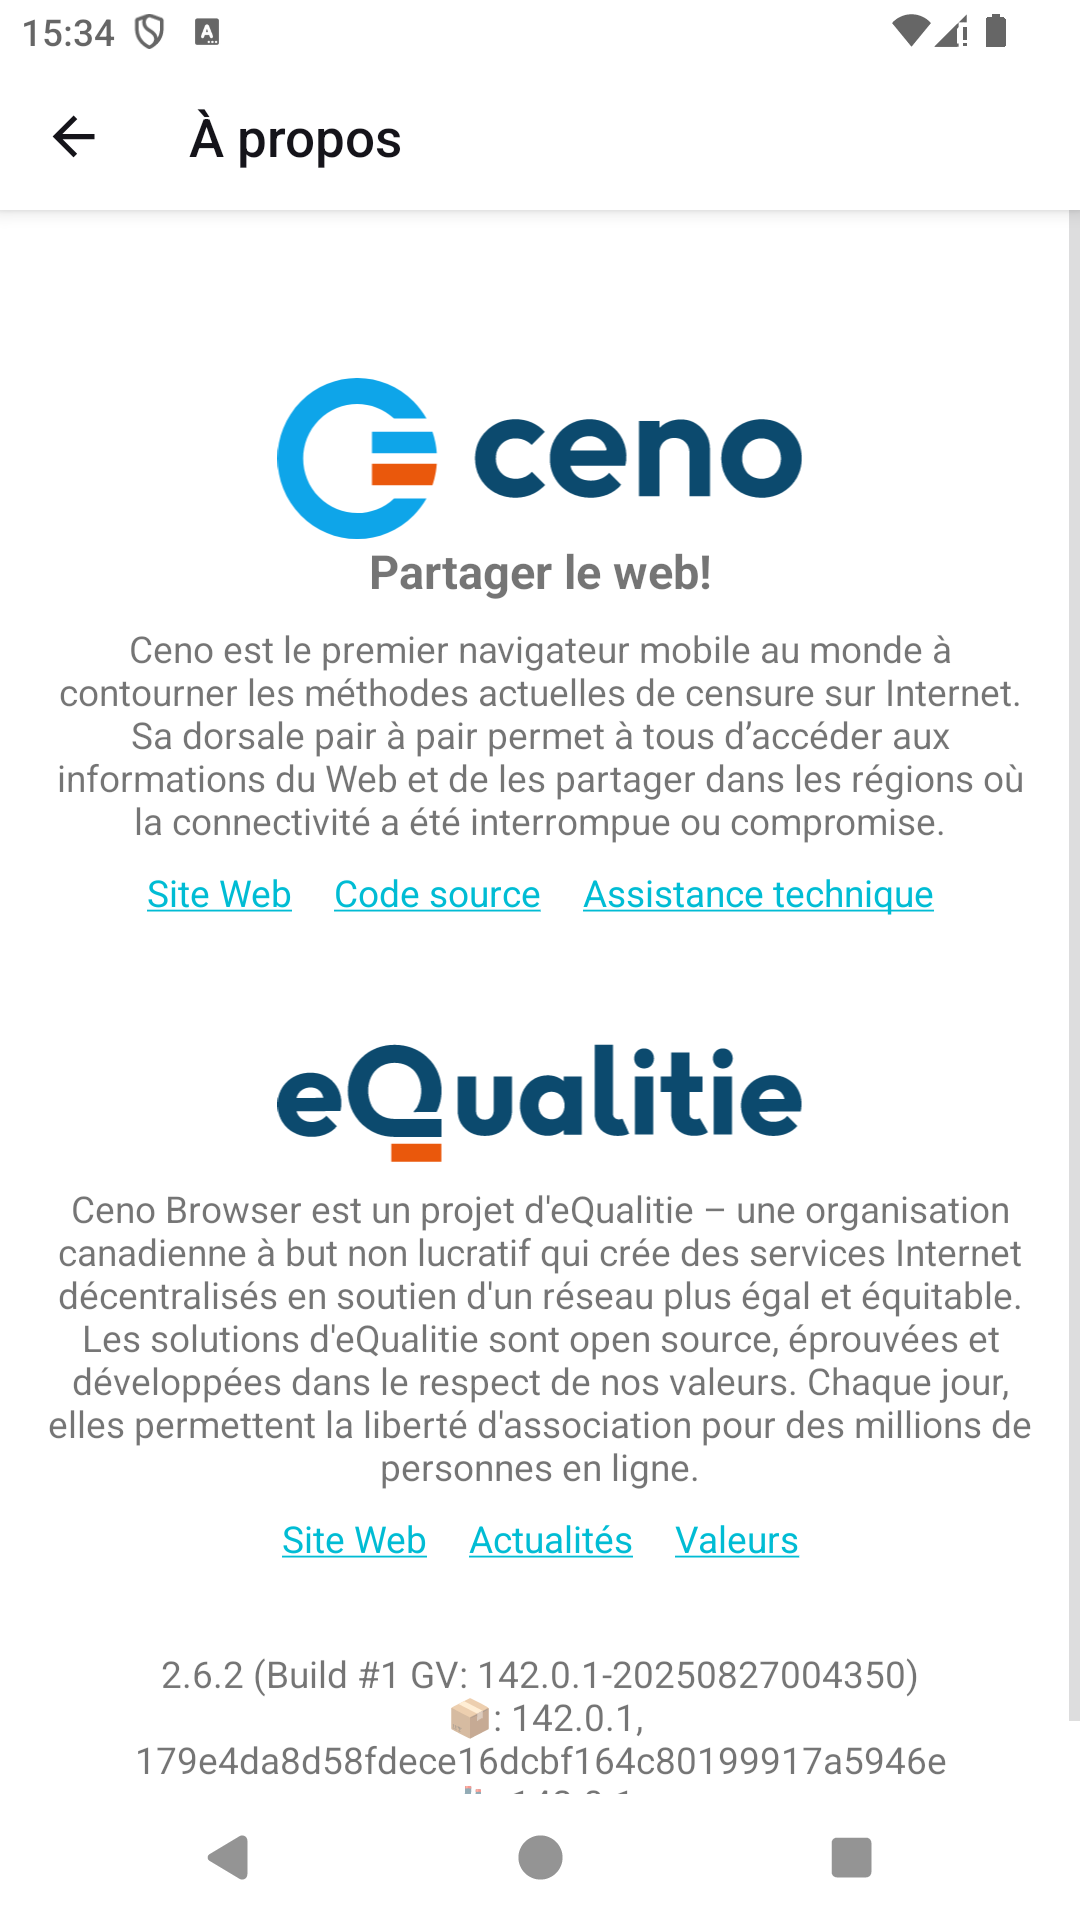 15:34
À propos
ceno
Partager le web!
Ceno est le premier navigateur mobile au monde à
contourner les méthodes actuelles de censure sur Internet.
Sa dorsale pair à pair permet à tous d’accéder aux
informations du Web et de les partager dans les régions où
la connectivité a été interrompue ou compromise.
Site Web Code source Assistance technique
eQualitie
Ceno Browser est un projet d'eQualitie – une organisation
canadienne à but non lucratif qui crée des services Internet
décentralisés en soutien d'un réseau plus égal et équitable.
Les solutions d'eQualitie sont open source, éprouvées et
développées dans le respect de nos valeurs. Chaque jour,
elles permettent la liberté d'association pour des millions de
personnes en ligne.
Site Web Actualités Valeurs
2.6.2 (Build #1 GV: 142.0.1-20250827004350)
📦: 142.0.1,
179e4da8d58fdece16dcbf164c80199917a5946e